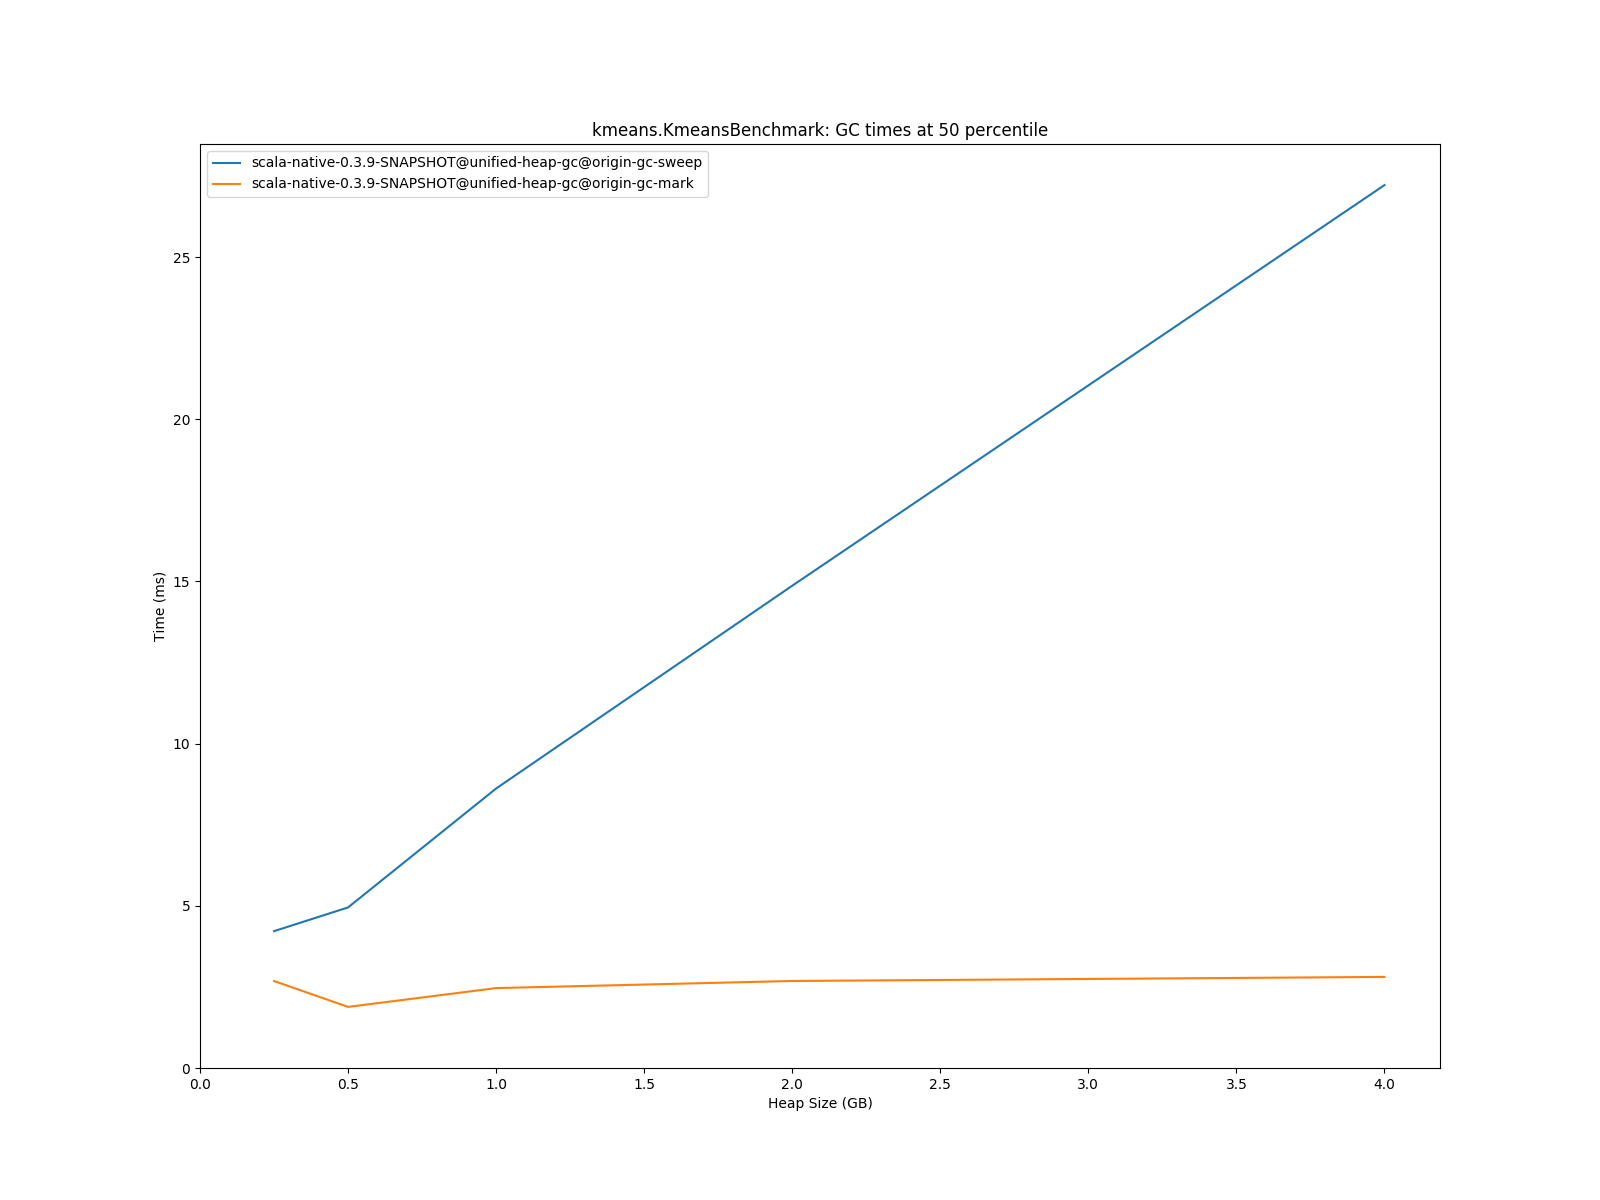 kmeans.KmeansBenchmark: GC times at 50 percentile
scala-native-0.3.9-SNAPSHOT@unified-heap-gc@origin-gc-sweep
scala-native-0.3.9-SNAPSHOT@unified-heap-gc@origin-gc-mark
25
20
15
10
5
0
Time (ms)
0.0 0.5 1.0 1.5 2.0 2.5 3.0 3.5 4.0
Heap Size (GB)